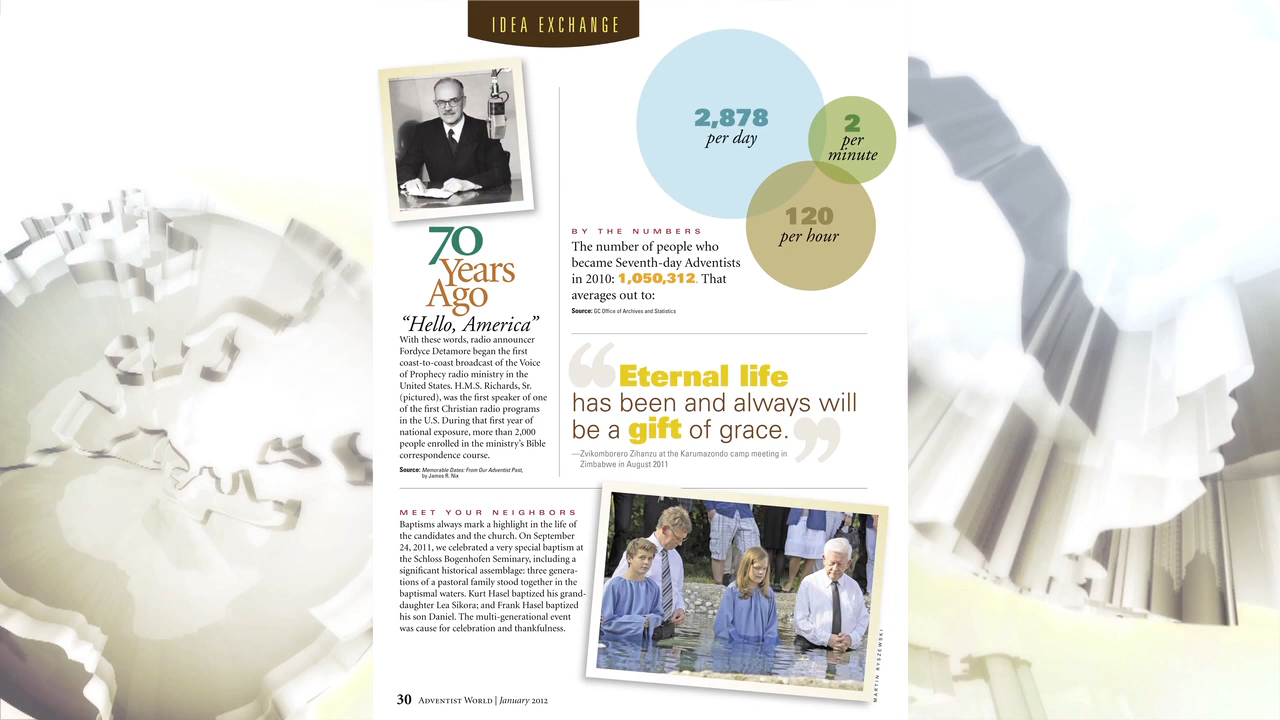 IDEA EXCHANGE
70
Years
Ago
“Hello, America”
With these words, radio announcer
Fordyce Detamore began the first
coast-to-coast broadcast of the Voice
of Prophecy radio ministry in the
United States. H.M.S. Richards, Sr.
(pictured), was the first speaker of one
of the first Christian radio programs
in the U.S. During that first year of
national exposure, more than 2,000
people enrolled in the ministry’s Bible
correspondence course.
Source: Memorable Dates: From Our Adventist Past,
by James R. Nix
2,878
per day
2
per
minute
120
per hour
BY THE NUMBERS
The number of people who
became Seventh-day Adventists
in 2010: 1,050,312. That
averages out to:
Source: GC Office of Archives and Statistics
“Eternal life
has been and always will
be a gift of grace.”
—Zvikomborero Zihanzu at the Karumazondo camp meeting in
Zimbabwe in August 2011
MEET YOUR NEIGHBORS
Baptisms always mark a highlight in the life of
the candidates and the church. On September
24, 2011, we celebrated a very special baptism at
the Schloss Bogenhofen Seminary, including a
significant historical assemblage: three genera-
tions of a pastoral family stood together in the
baptismal waters. Kurt Hasel baptized his grand-
daughter Lea Sikora; and Frank Hasel baptized
his son Daniel. The multi-generational event
was cause for celebration and thankfulness.
MARTIN RYSZEWSKI
30 ADVENTIST WORLD | January 2012